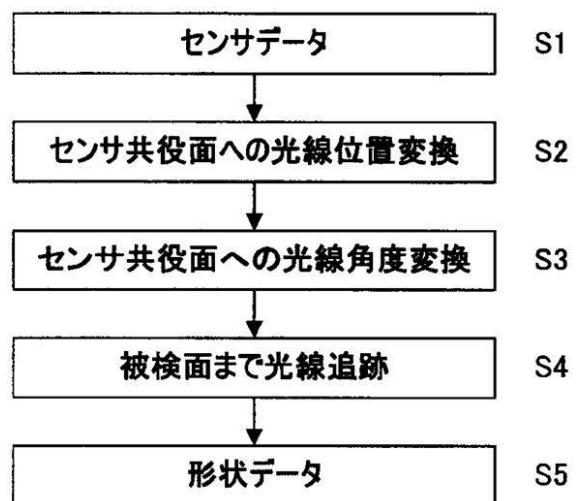 センサデータ S1
センサ共役面への光線位置変換 S2
センサ共役面への光線角度変換 S3
被検面まで光線追跡 S4
形状データ S5